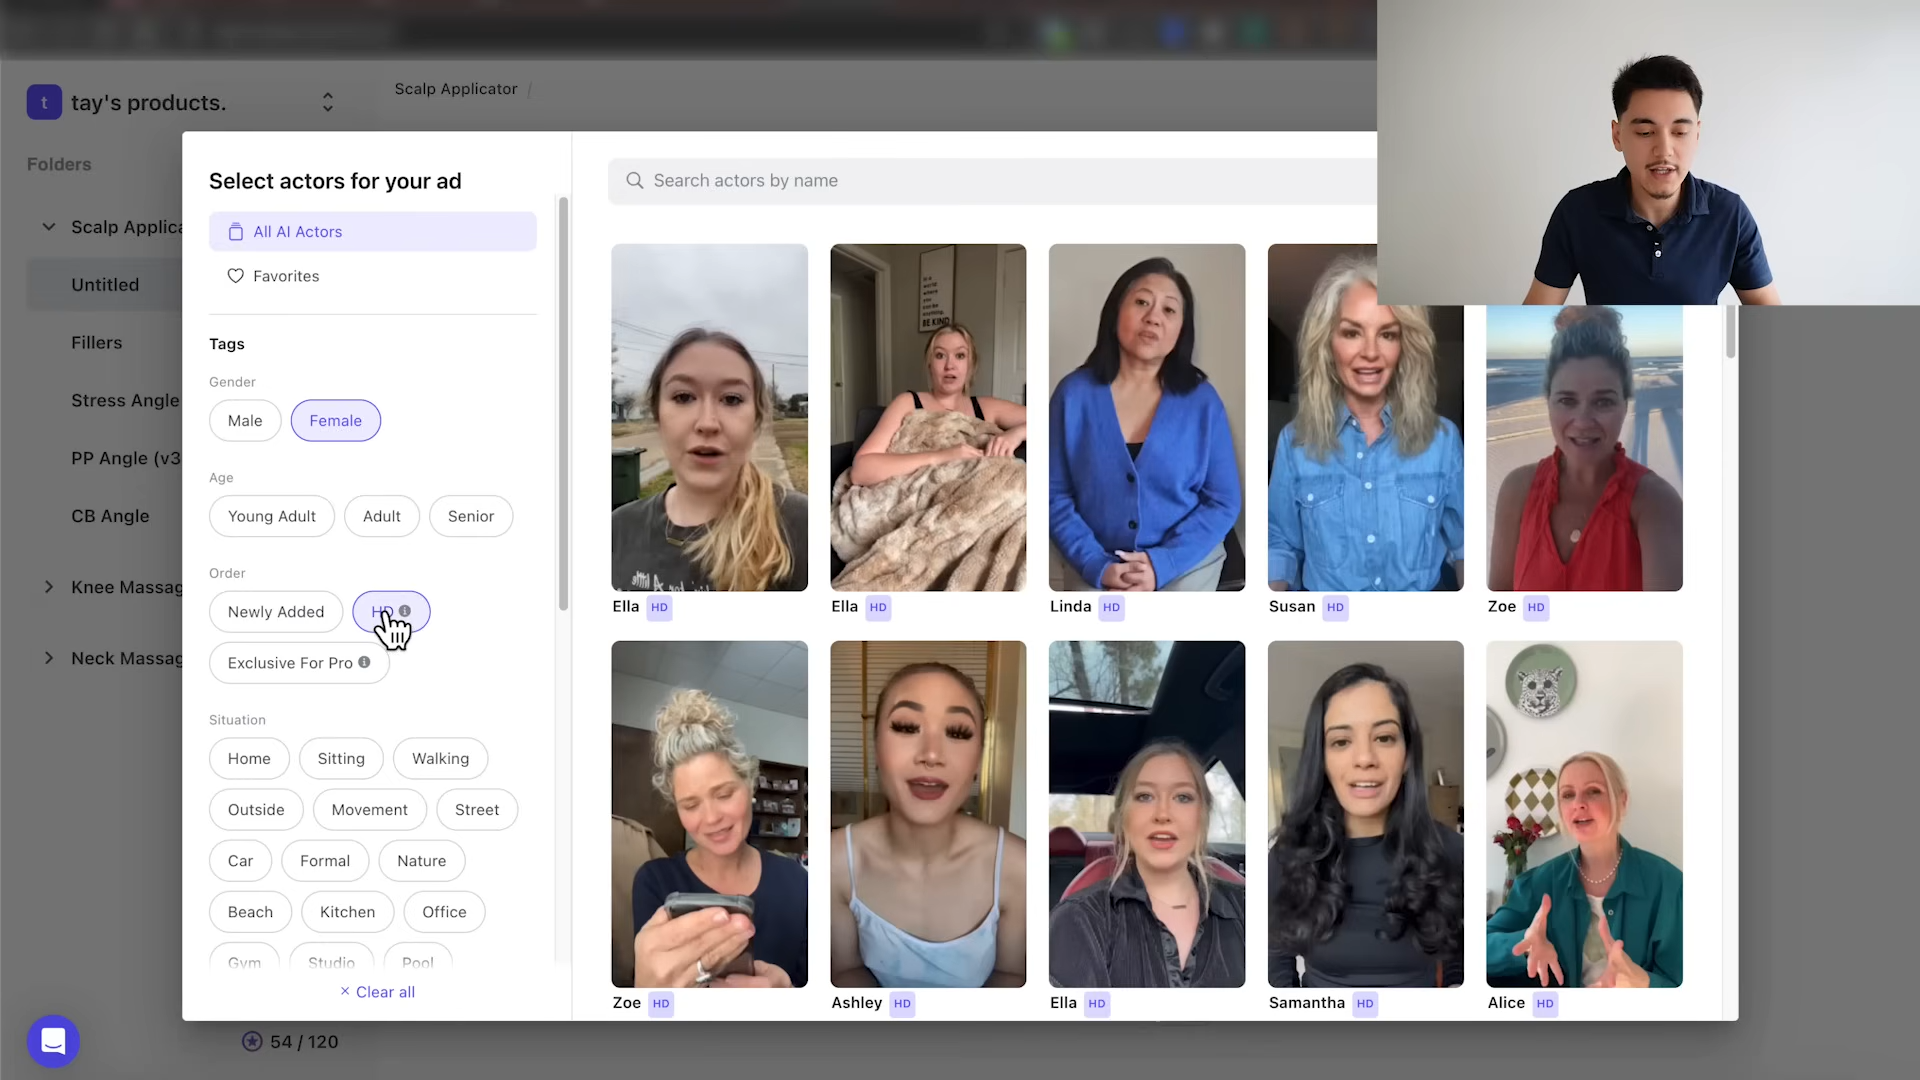 t tay's products.
Scalp Applicator /
Folders
Scalp Applica
Untitled
Fillers
Stress Angle
PP Angle (v3
CB Angle
Knee Massag
Neck Massag
54 / 120
Select actors for your ad
All AI Actors
Favorites
Tags
Gender
Male Female
Age
Young Adult Adult Senior
Order
Newly Added HD
Exclusive For Pro
Situation
Home Sitting Walking
Outside Movement Street
Car Formal Nature
Beach Kitchen Office
Gym Studio Pool
× Clear all
Search actors by name
BE KIND
Ella HD
Ella HD
Linda HD
Susan HD
Zoe HD
Zoe HD
Ashley HD
Ella HD
Samantha HD
Alice HD